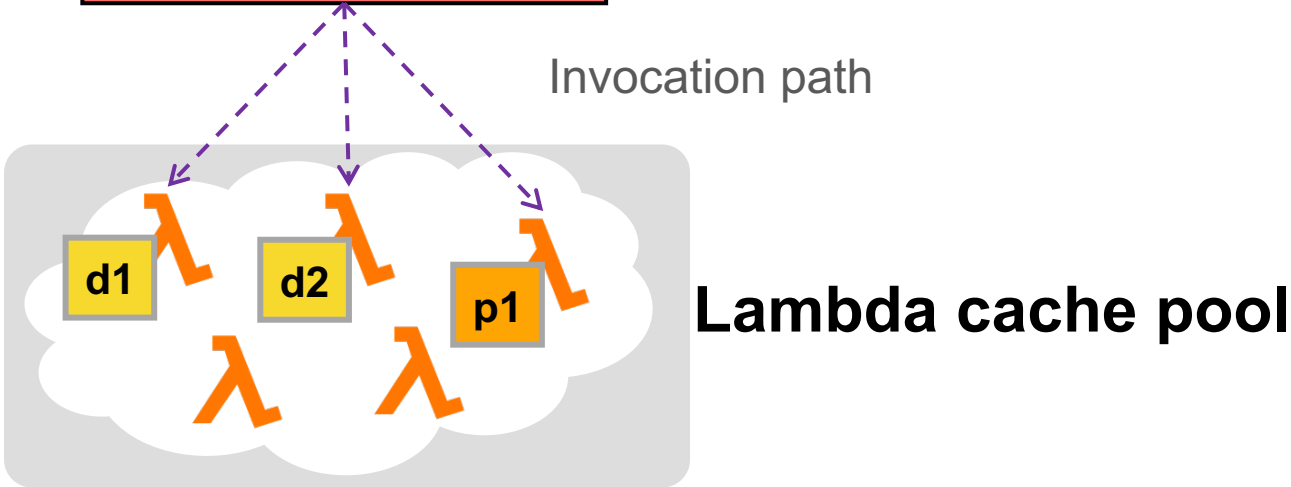 Invocation path
d1
d2
p1
Lambda cache pool